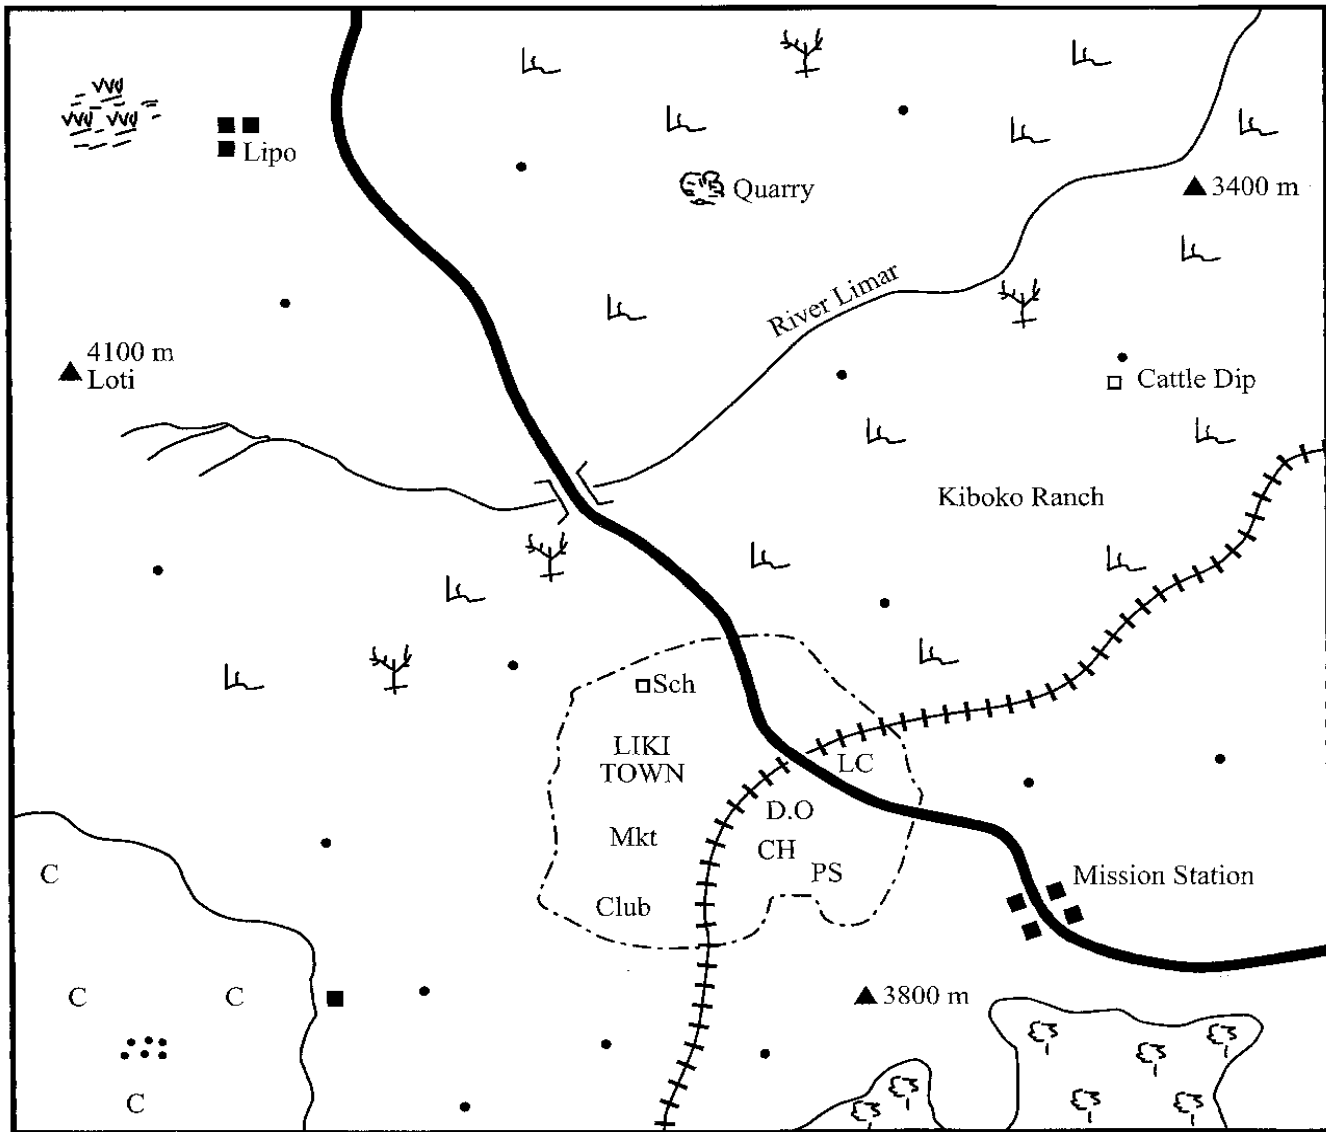 Lipo
Quarry
3400 m
River Limar
4100 m
Loti
Cattle Dip
Kiboko Ranch
Sch
LIKI
TOWN
LC
D.O
Mkt
CH
PS
Mission Station
Club
C
C
C
C
3800 m